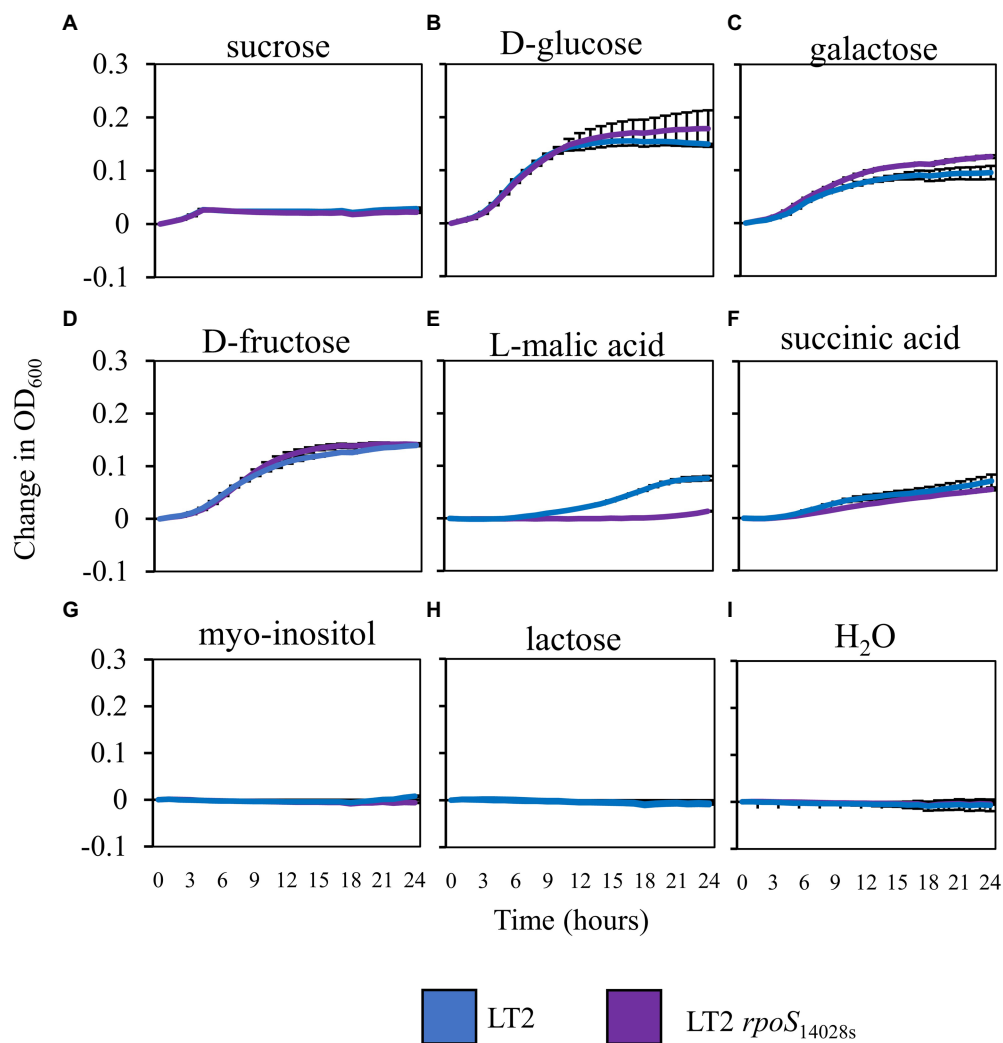 A
sucrose
B
D-glucose
C
galactose
0.3
0.2
0.1
0
-0.1
D
D-fructose
E
L-malic acid
F
succinic acid
0.3
0.2
0.1
0
-0.1
Change in OD600
G
myo-inositol
H
lactose
I
H2O
0.3
0.2
0.1
0
-0.1
0 3 6 9 12 15 18 21 24
0 3 6 9 12 15 18 21 24
0 3 6 9 12 15 18 21 24
Time (hours)
LT2
LT2 rpoS14028s